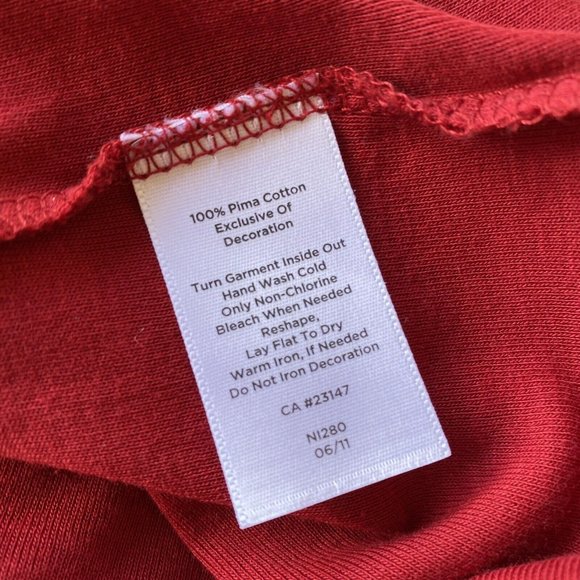 100% Pima Cotton
Exclusive Of
Decoration
Turn Garment Inside Out
Hand Wash Cold
Only Non-Chlorine
Bleach When Needed
Reshape,
Lay Flat To Dry
Warm Iron, If Needed
Do Not Iron Decoration
CA #23147
NI280
06/11